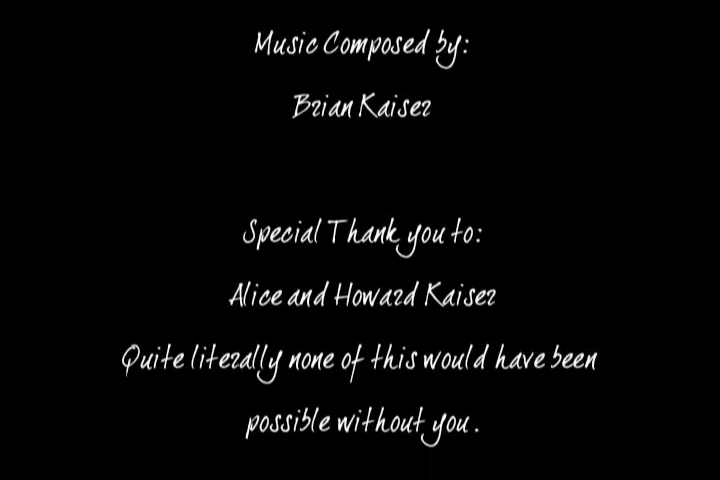 Music Composed by:
Brian Kaiser
Special Thank you to:
Alice and Howard Kaiser
Quite literally none of this would have been
possible without you.